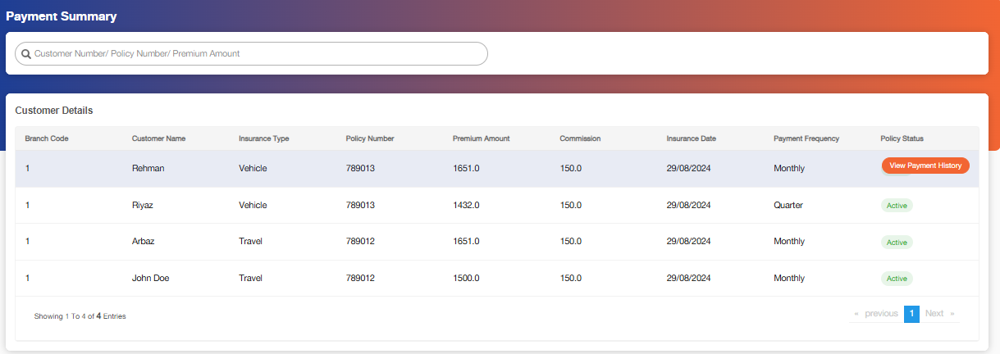 Payment Summary
Customer Number/ Policy Number/ Premium Amount
Customer Details
Branch Code Customer Name Insurance Type Policy Number Premium Amount Commission Insurance Date Payment Frequency Policy Status
1 Rehman Vehicle 789013 1651.0 150.0 29/08/2024 Monthly View Payment History
1 Riyaz Vehicle 789013 1432.0 150.0 29/08/2024 Quarter Active
1 Arbaz Travel 789012 1651.0 150.0 29/08/2024 Monthly Active
1 John Doe Travel 789012 1500.0 150.0 29/08/2024 Monthly Active
Showing 1 To 4 of 4 Entries « previous 1 Next »